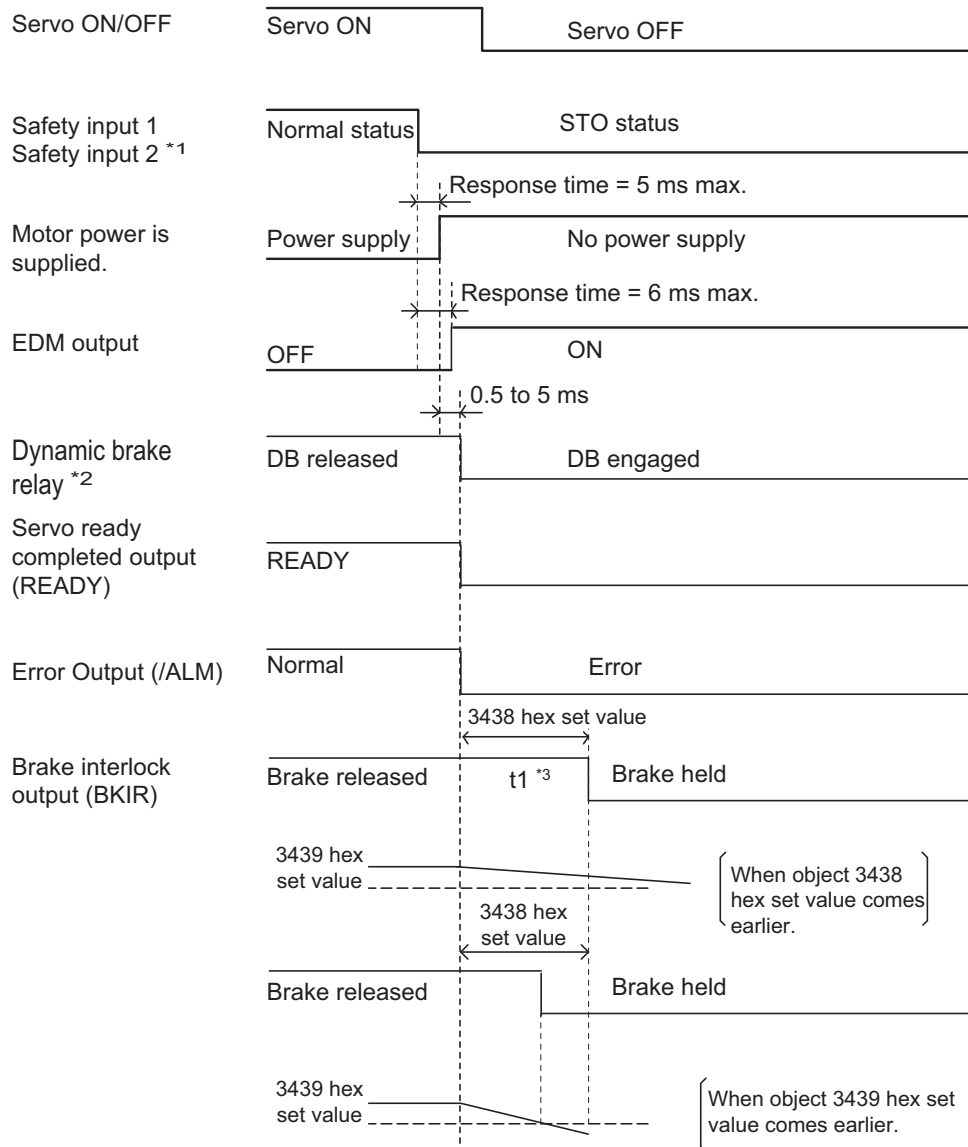 Servo ON/OFF
Servo ON
Servo OFF
Safety input 1
Safety input 2 *1
Normal status
STO status
Response time = 5 ms max.
Motor power is
supplied.
Power supply
No power supply
Response time = 6 ms max.
EDM output
OFF
ON
0.5 to 5 ms
Dynamic brake
relay *2
DB released
DB engaged
Servo ready
completed output
(READY)
READY
Error Output (/ALM)
Normal
Error
3438 hex set value
Brake interlock
output (BKIR)
Brake released
t1 *3
Brake held
3439 hex
set value
When object 3438
hex set value comes
earlier.
3438 hex
set value
Brake released
Brake held
3439 hex
set value
When object 3439 hex set
value comes earlier.